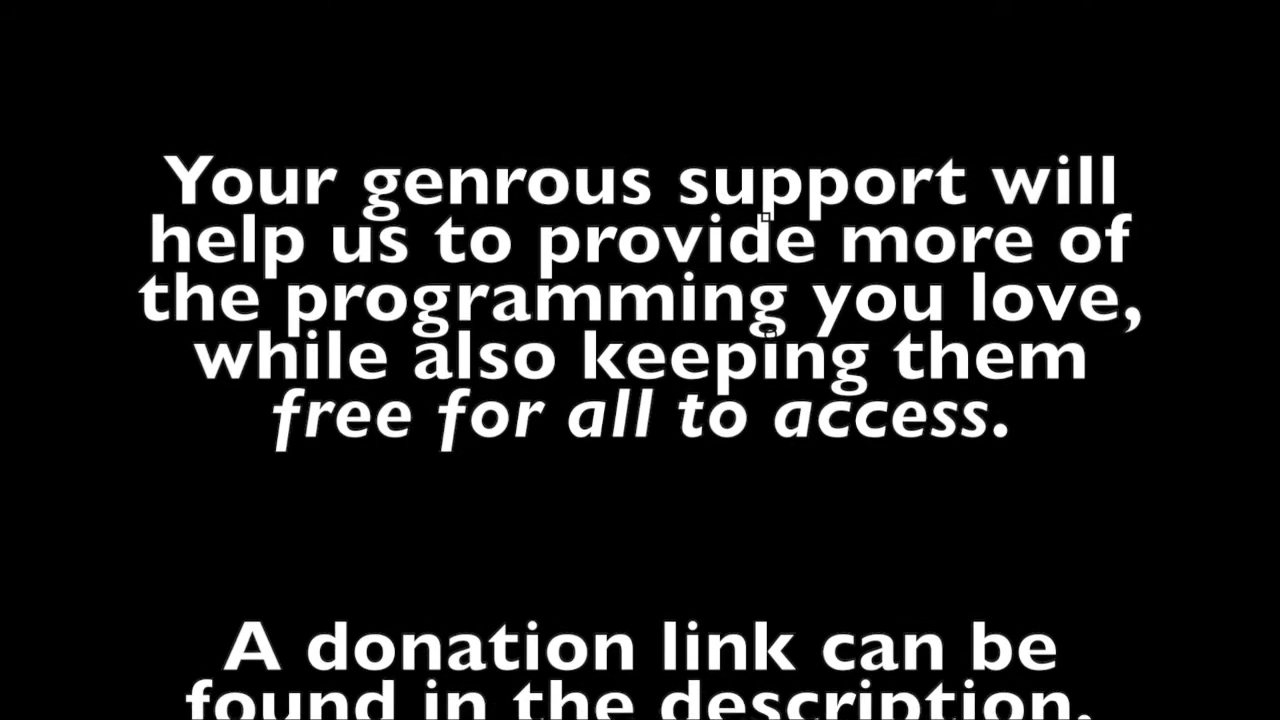 Your genrous support will
help us to provide more of
the programming you love,
while also keeping them
free for all to access.
A donation link can be
found in the description.